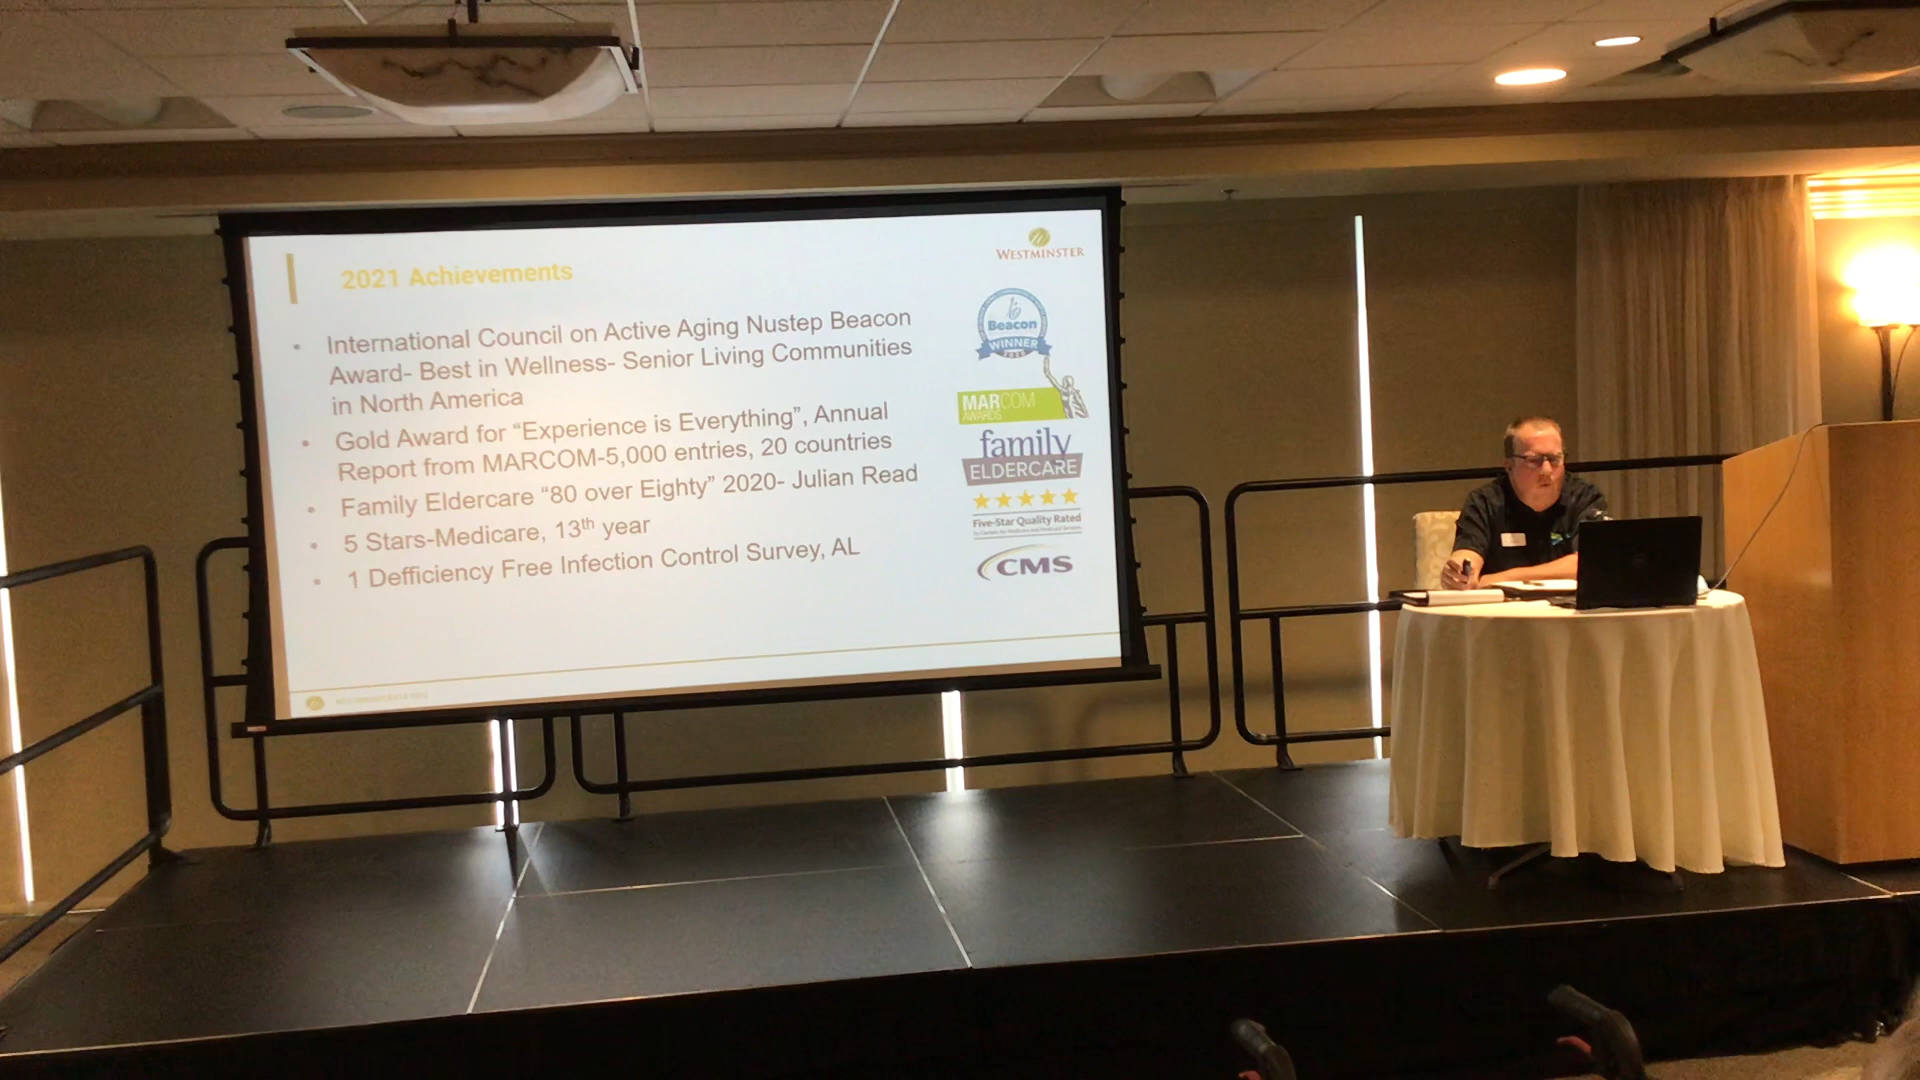 2021 Achievements
WESTMINSTER
• International Council on Active Aging Nustep Beacon
Award- Best in Wellness- Senior Living Communities
in North America
• Gold Award for “Experience is Everything”, Annual
Report from MARCOM-5,000 entries, 20 countries
• Family Eldercare “80 over Eighty” 2020- Julian Read
• 5 Stars-Medicare, 13th year
• 1 Defficiency Free Infection Control Survey, AL
Beacon
WINNER
MARCOM
AWARDS
family
ELDERCARE
Five-Star Quality Rated
CMS